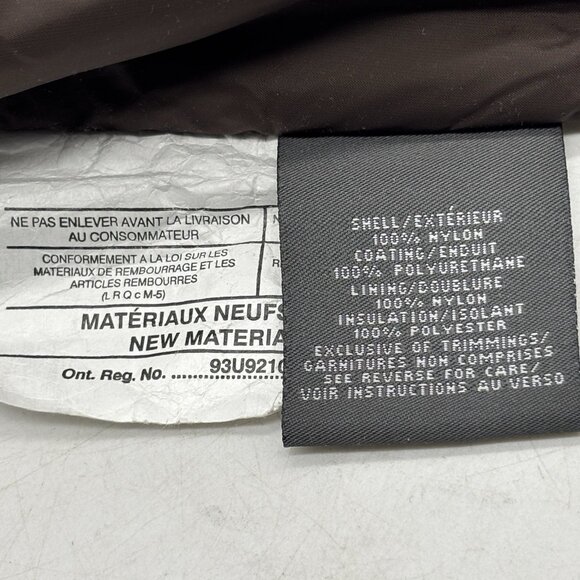 NE PAS ENLEVER AVANT LA LIVRAISON
AU CONSOMMATEUR
CONFORMEMENT A LA LOI SUR LES
MATERIAUX DE REMBOURRAGE ET LES
ARTICLES REMBOURRES
(L R Q c M-5)
MATÉRIAUX NEUFS
NEW MATERIA
Ont. Reg. No. .............. 93U921
SHELL/EXTÉRIEUR
100% NYLON
COATING/ENDUIT
100% POLYURETHANE
LINING/DOUBLURE
100% NYLON
INSULATION/ISOLANT
100% POLYESTER
EXCLUSIVE OF TRIMMINGS/
GARNITURES NON COMPRISES
SEE REVERSE FOR CARE/
VOIR INSTRUCTIONS AU VERSO